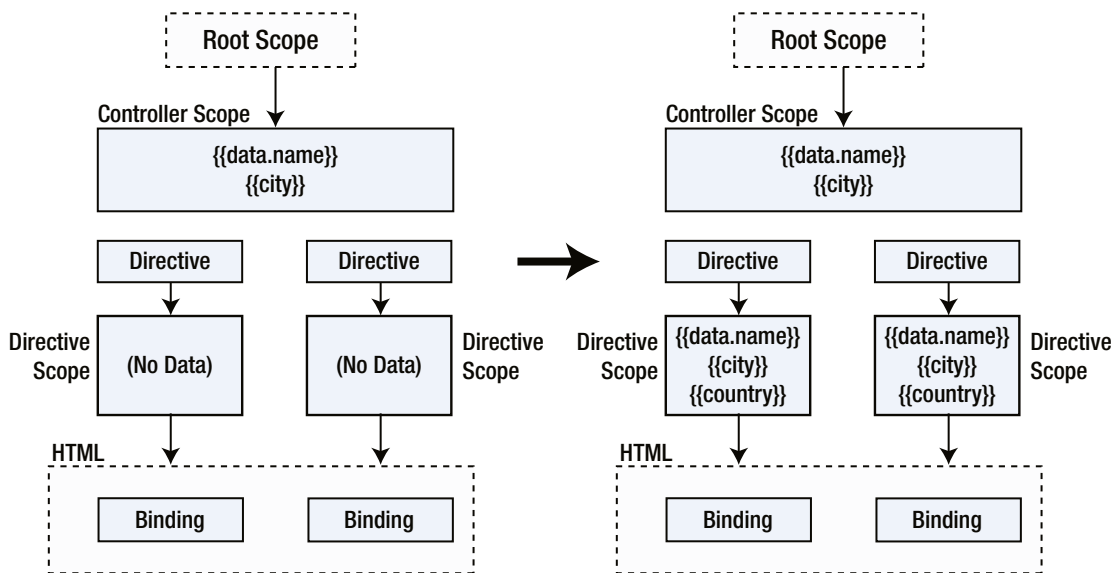 Root Scope
Controller Scope
{{data.name}}
{{city}}
Directive
Directive
Directive
Scope
(No Data)
(No Data)
Directive
Scope
HTML
Binding
Binding
Root Scope
Controller Scope
{{data.name}}
{{city}}
Directive
Directive
Directive
Scope
{{data.name}}
{{city}}
{{country}}
{{data.name}}
{{city}}
{{country}}
Directive
Scope
HTML
Binding
Binding